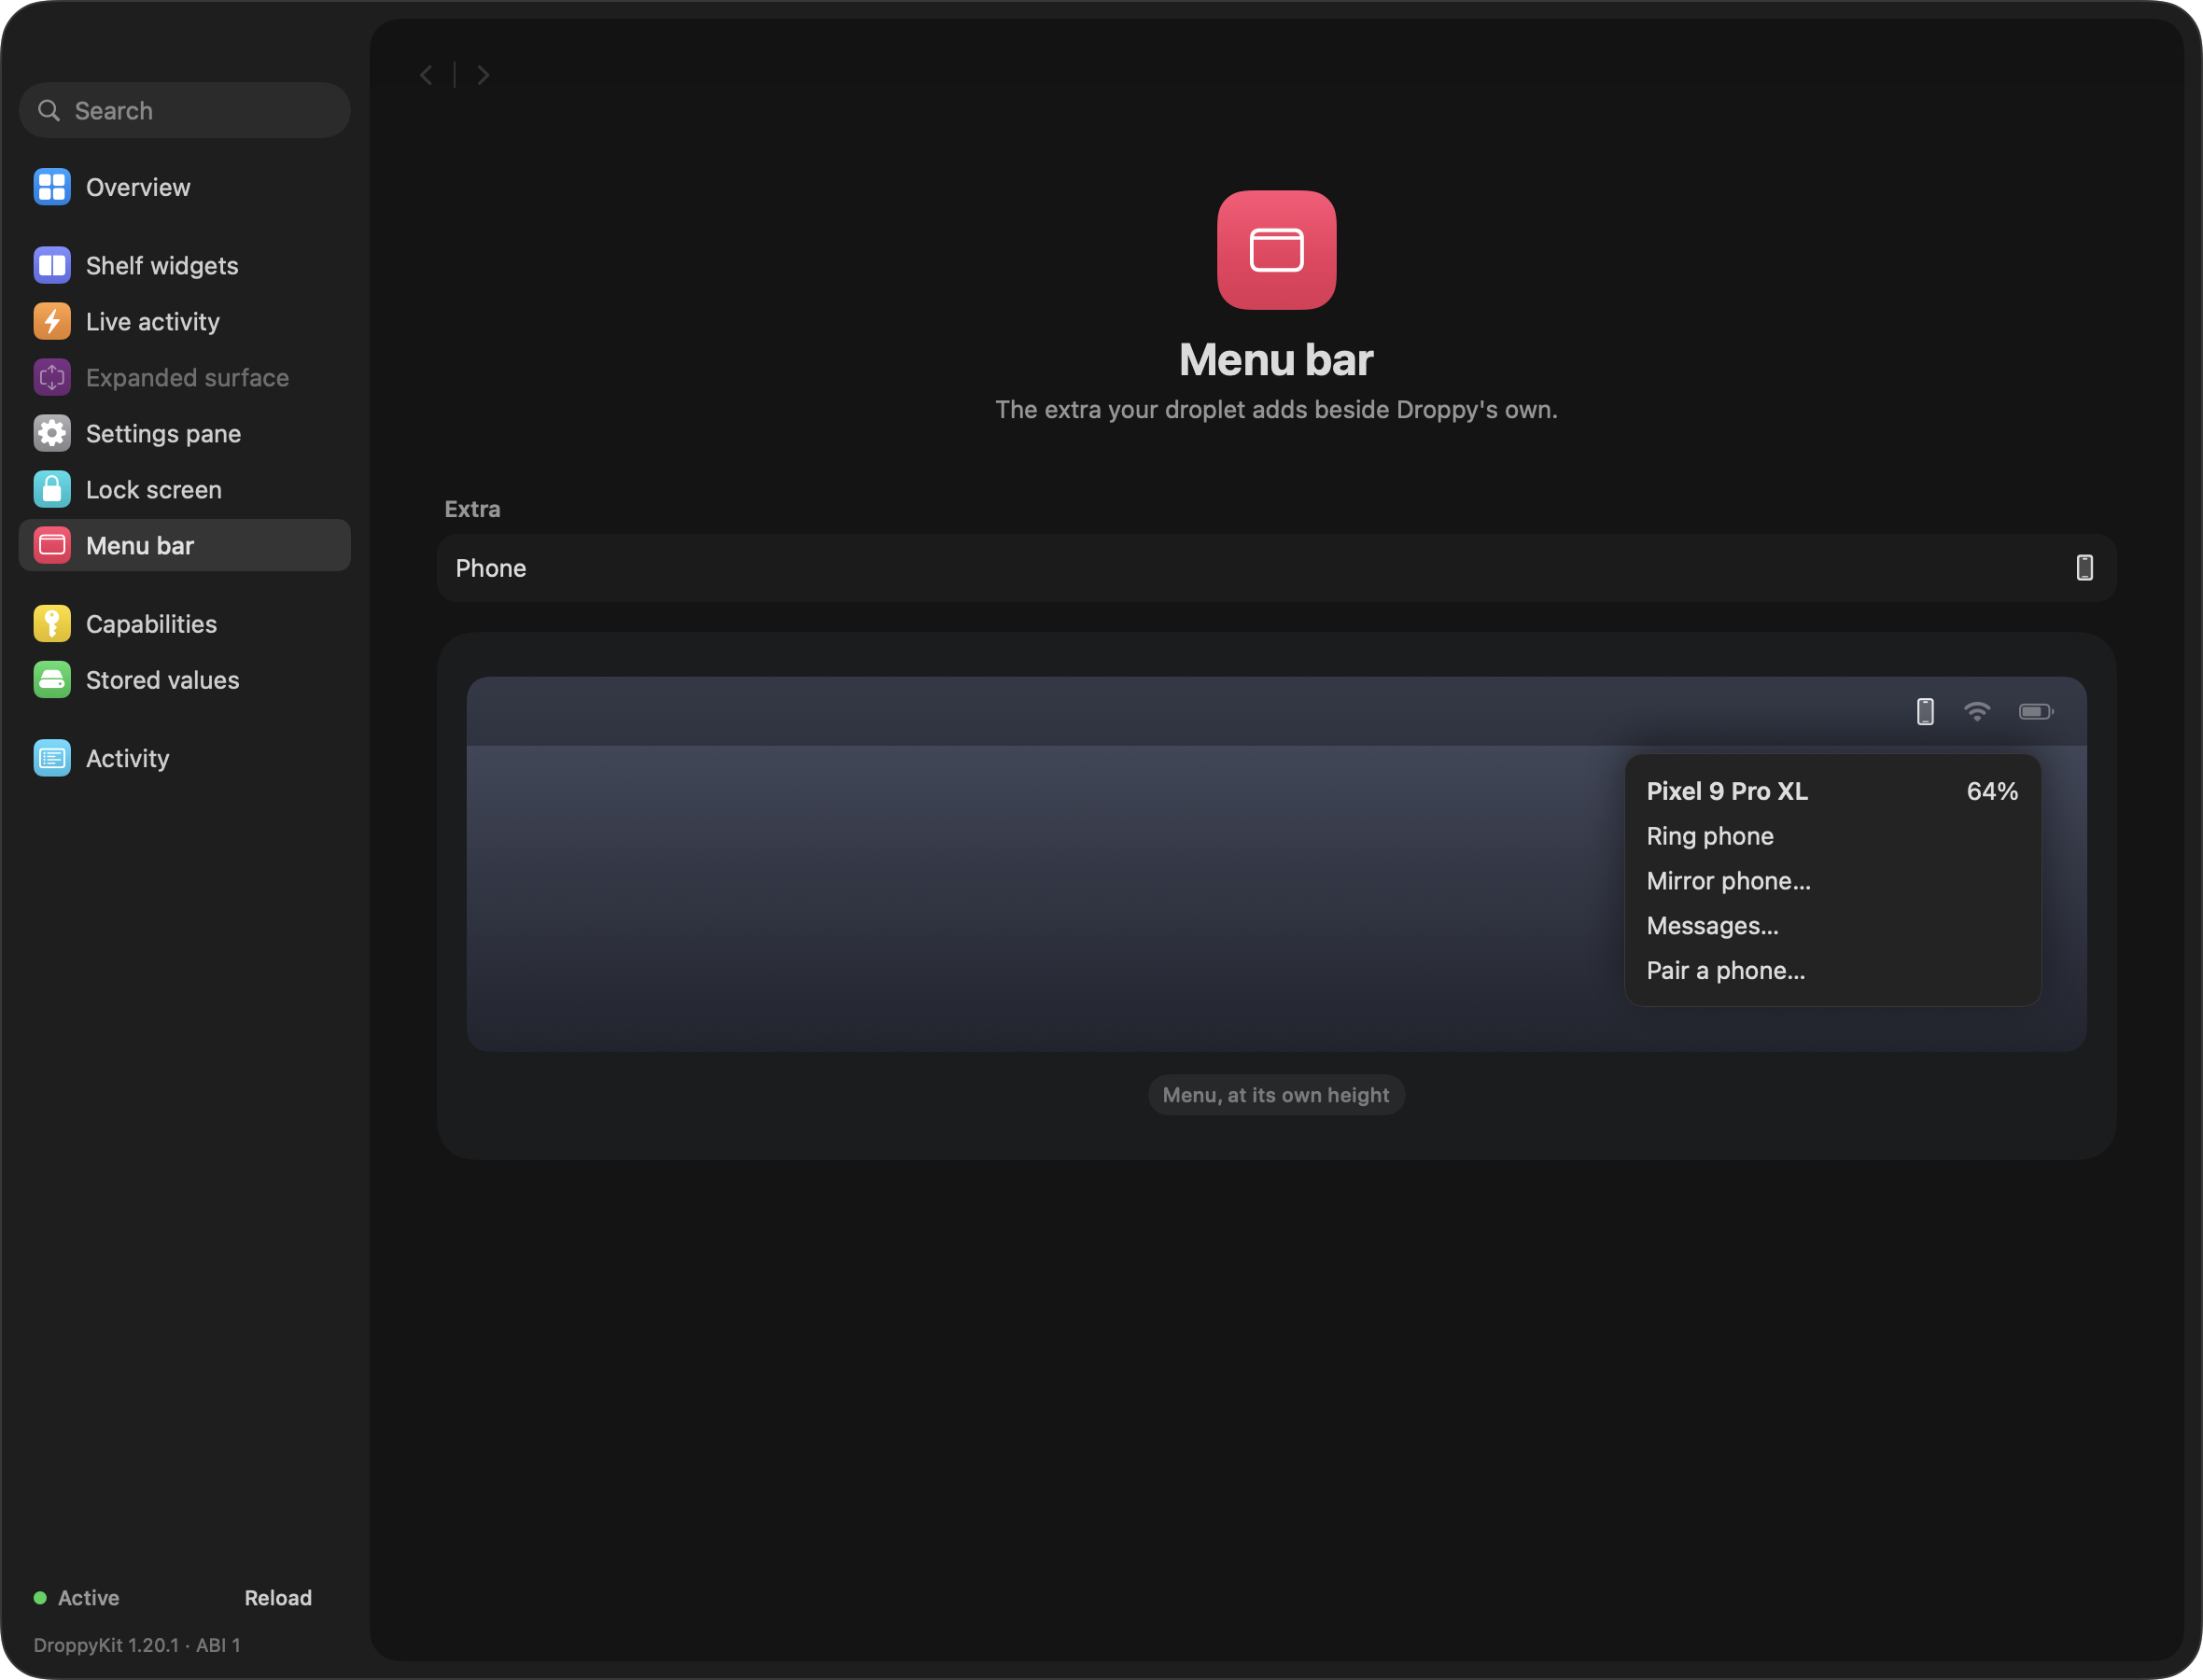 Search
Overview
Shelf widgets
Live activity
Expanded surface
Settings pane
Lock screen
Menu bar
Capabilities
Stored values
Activity
Active
Reload
DroppyKit 1.20.1 · ABI 1
Menu bar
The extra your droplet adds beside Droppy's own.
Extra
Phone
Pixel 9 Pro XL 64%
Ring phone
Mirror phone...
Messages...
Pair a phone...
Menu, at its own height